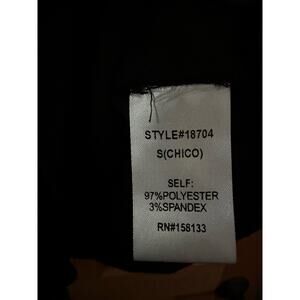 STYLE#18704
S(CHICO)
SELF:
97%POLYESTER
3%SPANDEX
RN#158133